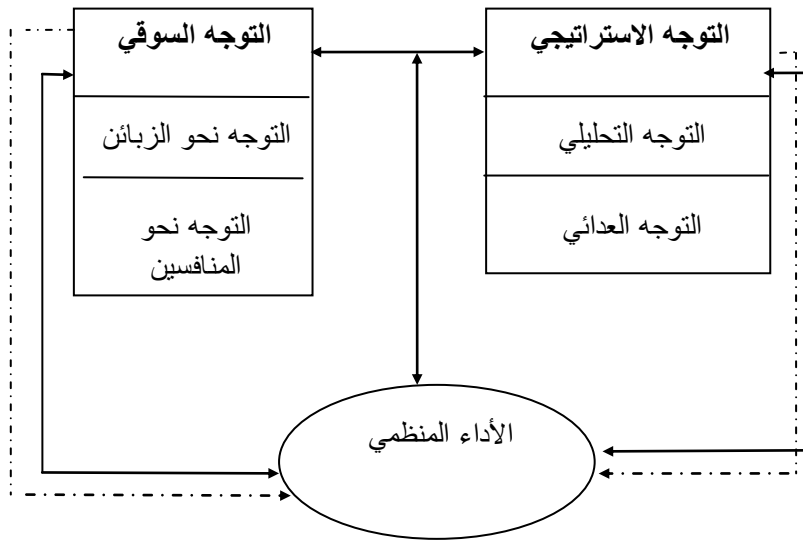 التوجه الاستراتيجي
التوجه التحليلي
التوجه العدائي
التوجه السوقي
التوجه نحو الزبائن
التوجه نحو
المنافسين
الأداء المنظمي